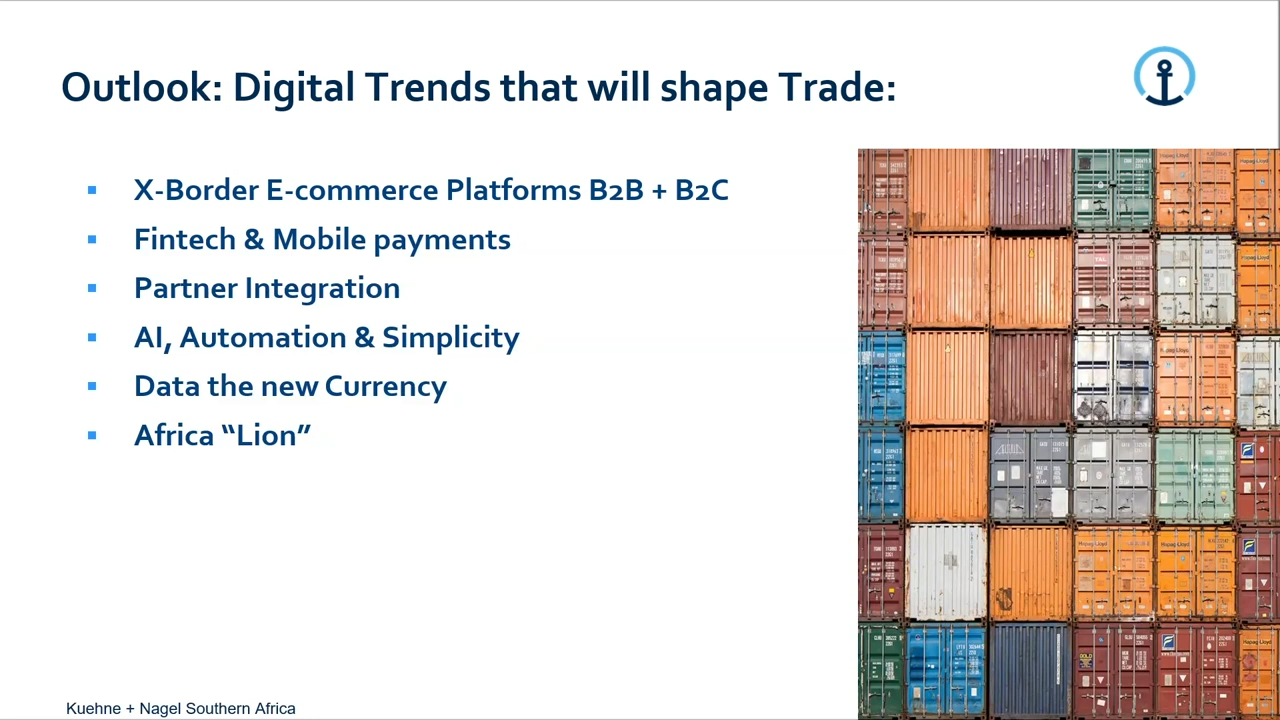 Outlook: Digital Trends that will shape Trade:
X-Border E-commerce Platforms B2B + B2C
Fintech & Mobile payments
Partner Integration
AI, Automation & Simplicity
Data the new Currency
Africa “Lion”
Kuehne + Nagel Southern Africa